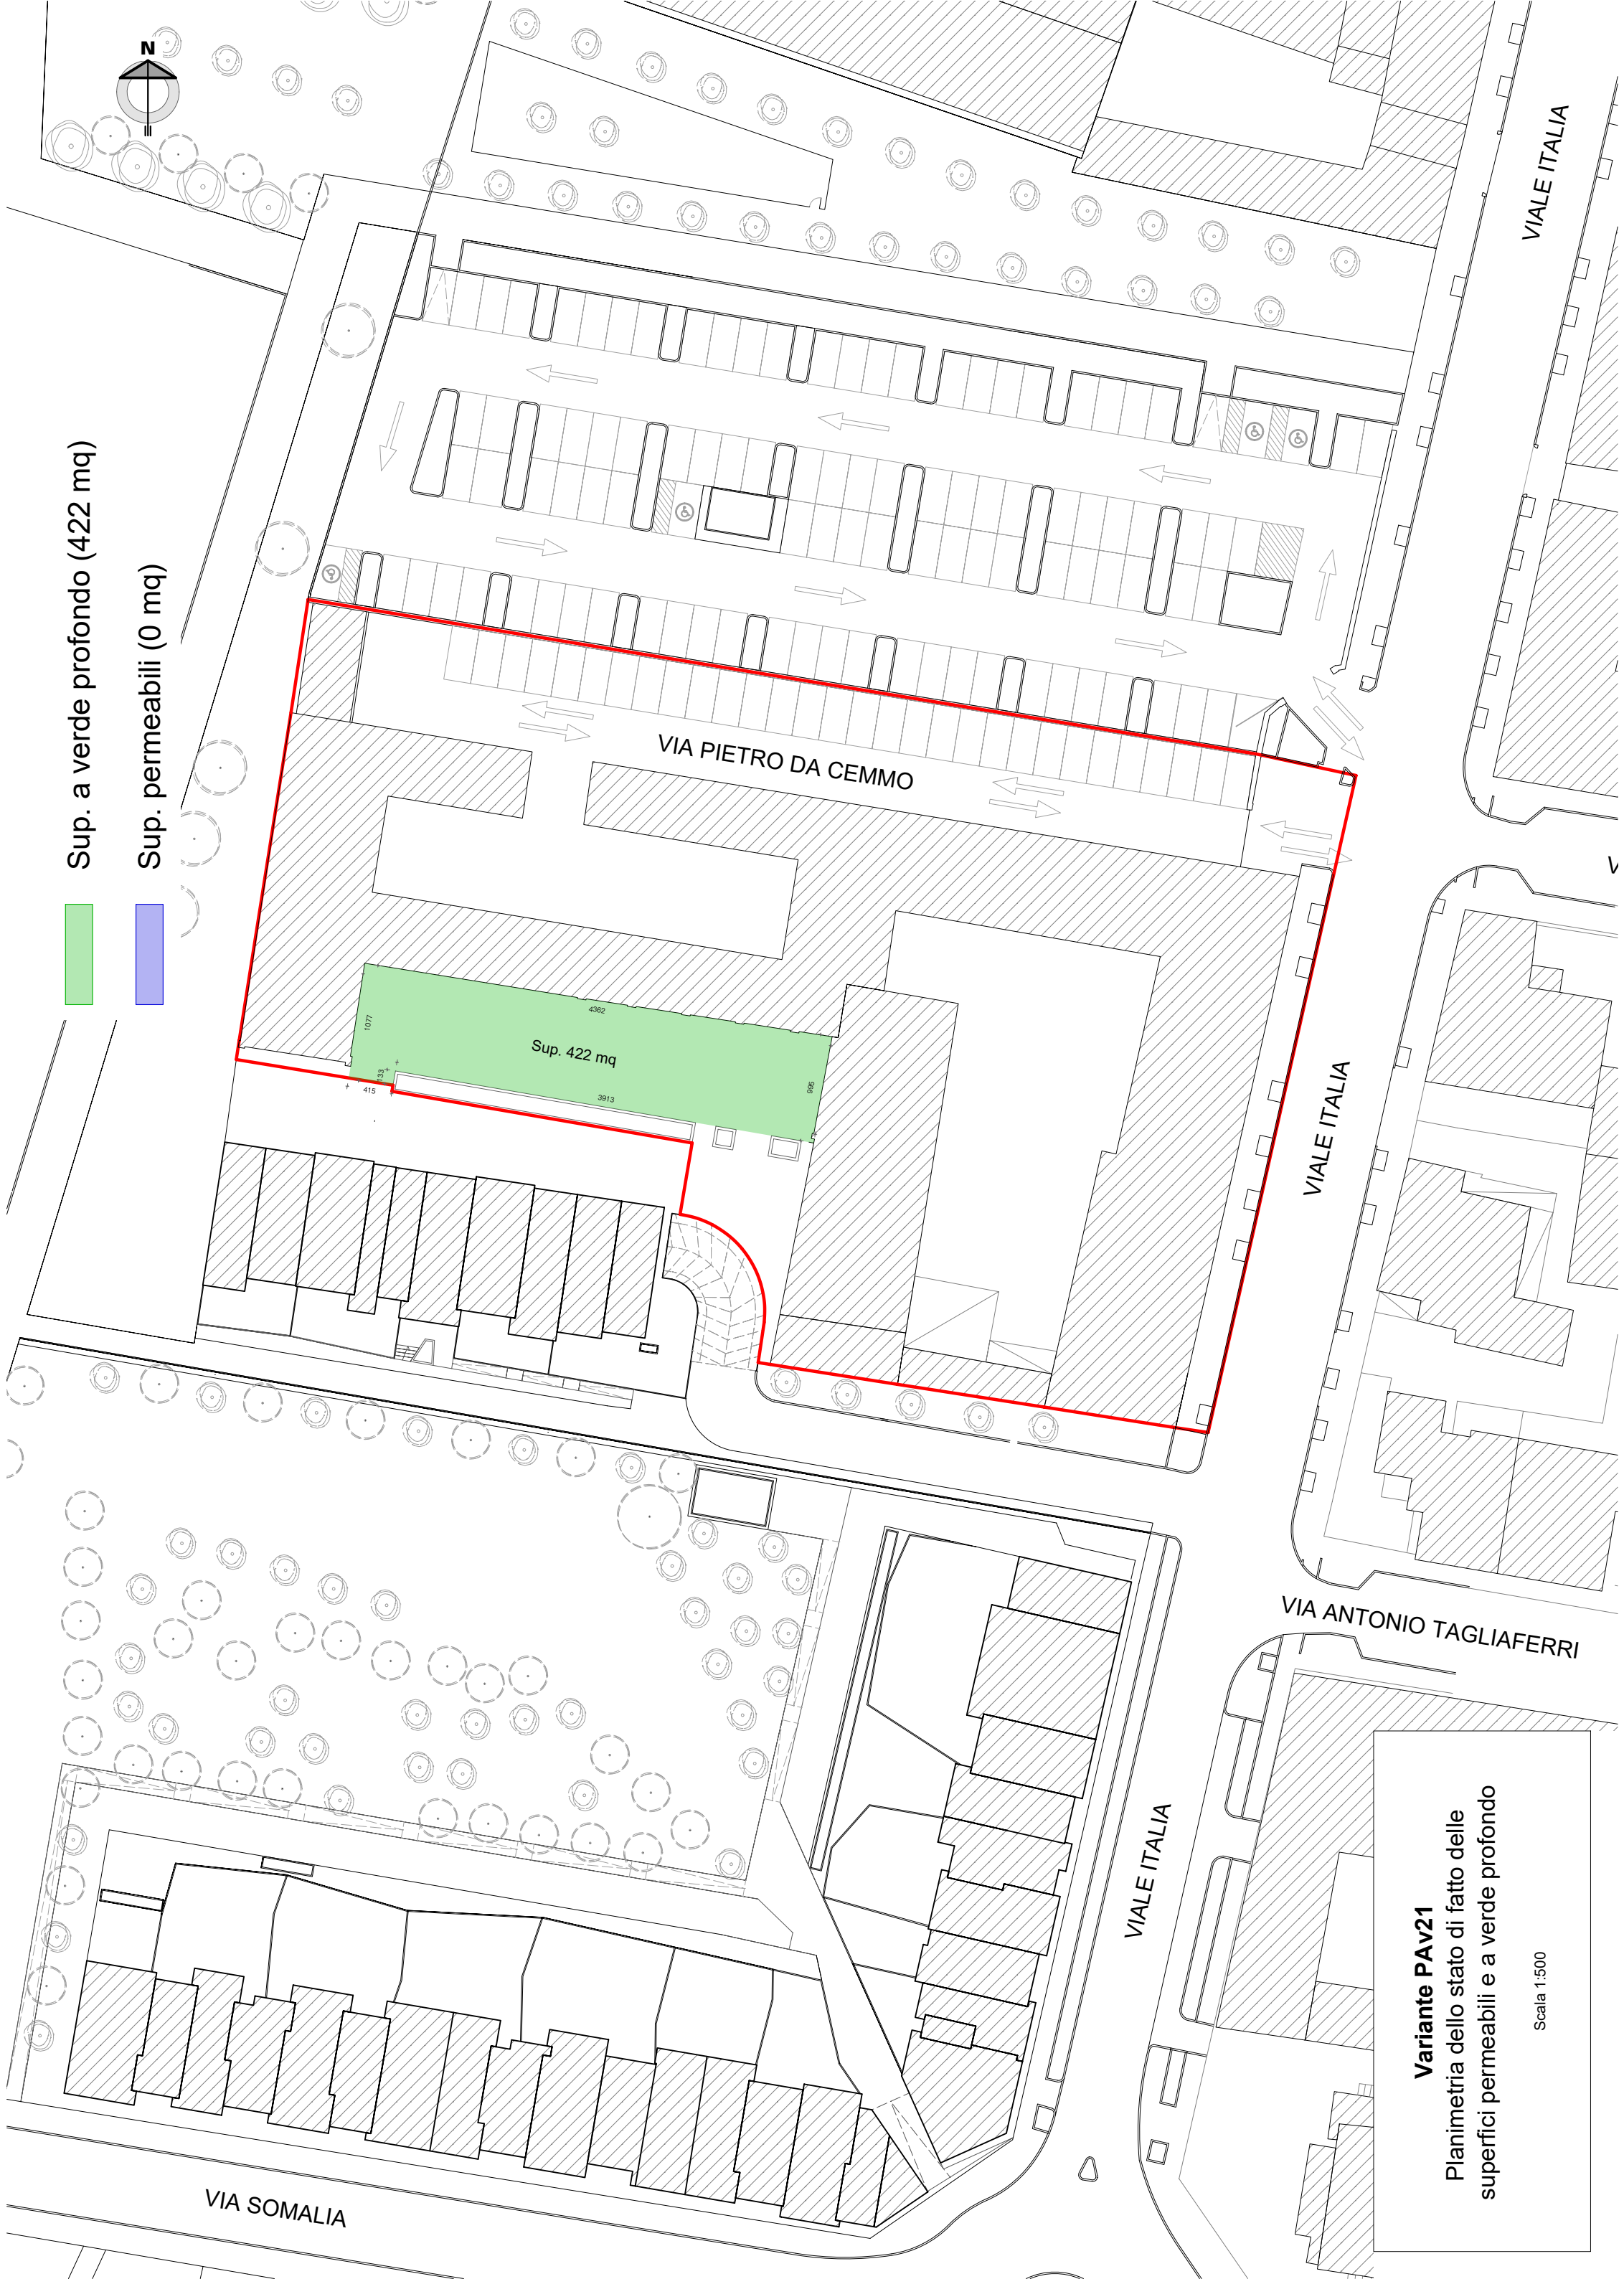 N
VIALE ITALIA
Sup. a verde profondo (422 mq)
Sup. permeabili (0 mq)
VIA PIETRO DA CEMMO
V
4362
1077
Sup. 422 mq
133
415
3913
995
VIALE ITALIA
VIA ANTONIO TAGLIAFERRI
VIALE ITALIA
VIA SOMALIA
Variante PAv21
Planimetria dello stato di fatto delle
superfici permeabili e a verde profondo
Scala 1:500